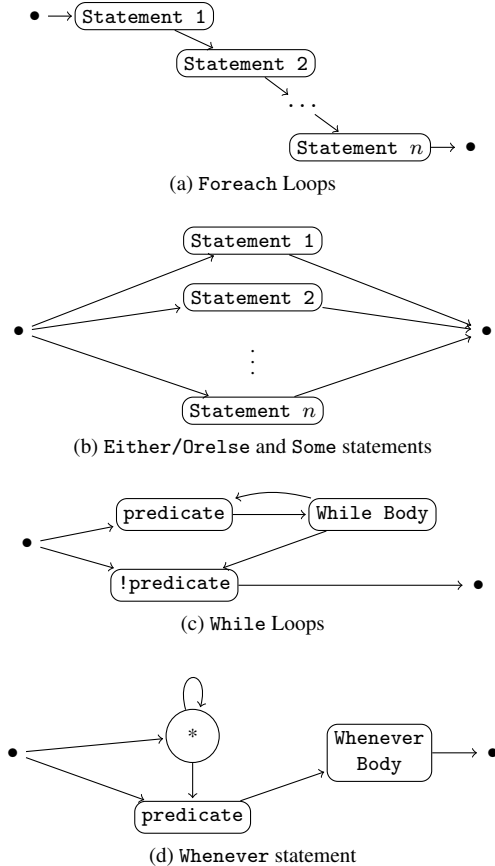 Statement 1
Statement 2
...
Statement n
(a) Foreach Loops
Statement 1
Statement 2
⋮
Statement n
(b) Either/Orelse and Some statements
predicate
While Body
!predicate
(c) While Loops
*
Whenever
Body
predicate
(d) Whenever statement